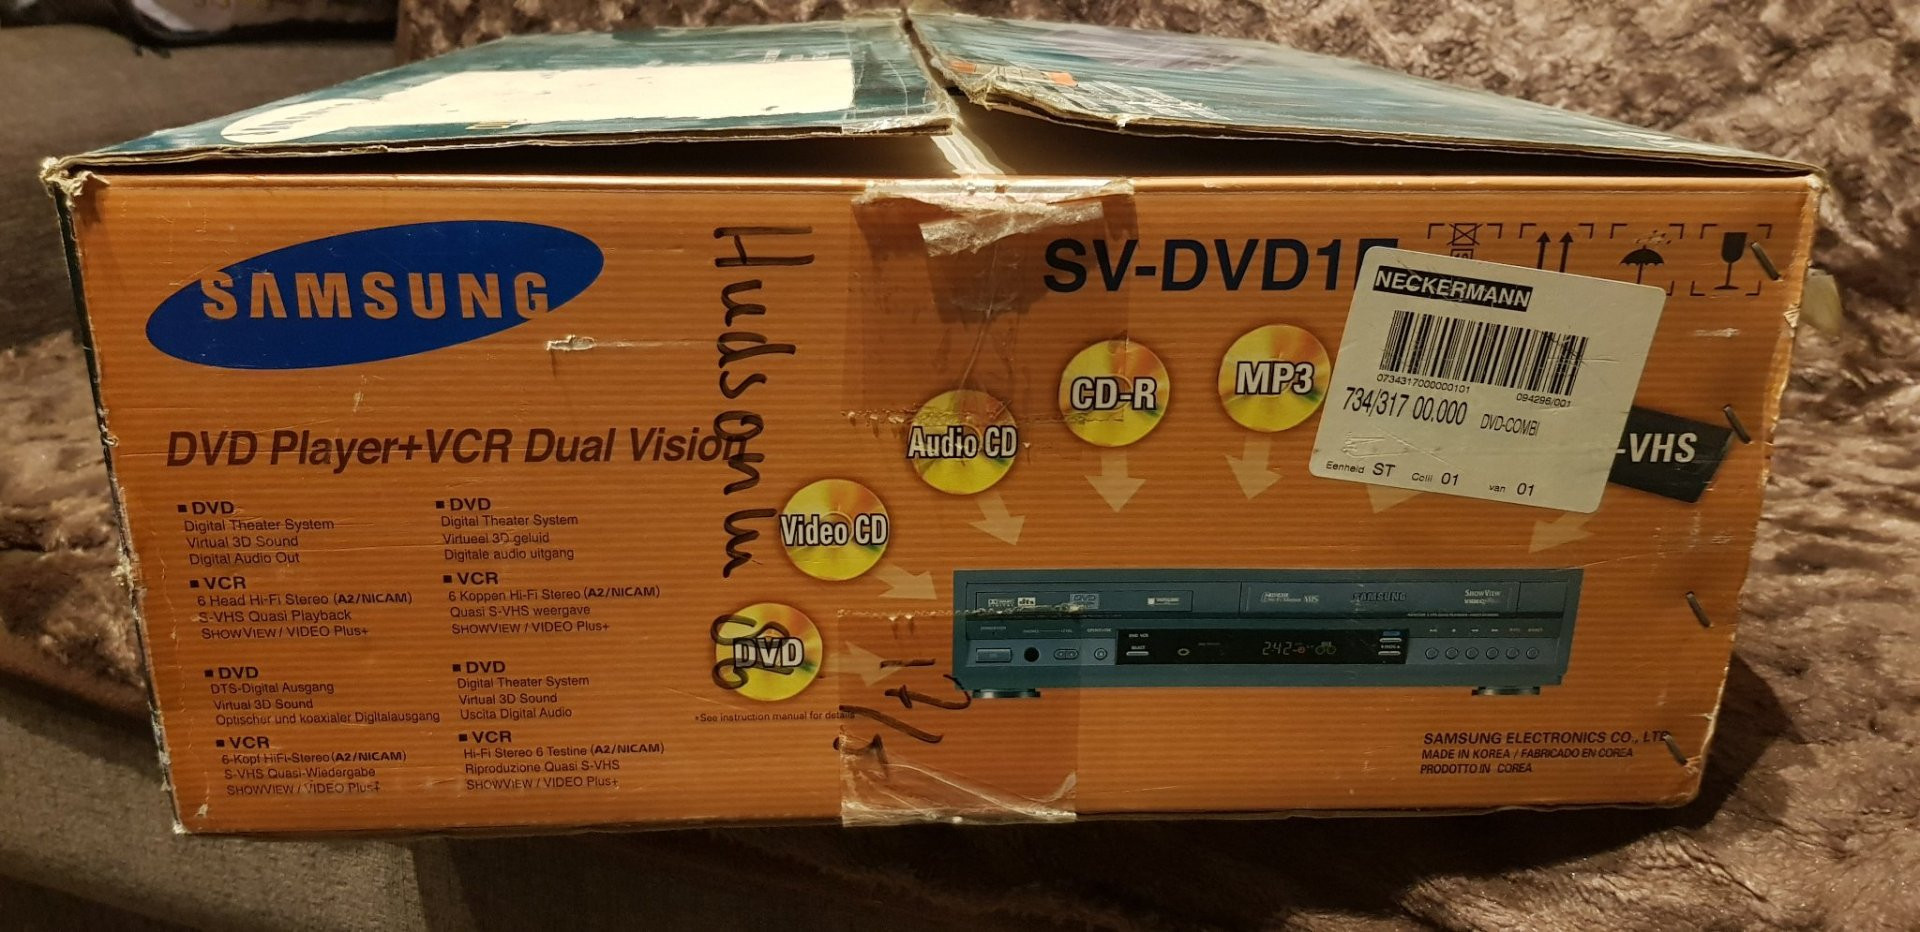 SAMSUNG
SV-DVD1
NECKERMANN
0734317000000101
094296/001
734/317 00.000 DVD-COMBI
Eenheid ST Colli 01 van 01
DVD Player+VCR Dual Vision
DVD
Digital Theater System
Virtual 3D Sound
Digital Audio Out
VCR
6 Head Hi-Fi Stereo (A2/NICAM)
S-VHS Quasi Playback
SHOWVIEW / VIDEO Plus+
DVD
Digital Theater System
Virtueel 3D geluid
Digitale audio uitgang
VCR
6 Koppen Hi-Fi Stereo (A2/NICAM)
Quasi S-VHS weergave
SHOWVIEW / VIDEO Plus+
DVD
DTS-Digital Ausgang
Virtual 3D Sound
Optischer und koaxialer Digitalausgang
VCR
6-Kopf HiFi-Stereo (A2/NICAM)
S-VHS Quasi-Wiedergabe
SHOWVIEW / VIDEO Plus+
DVD
Digital Theater System
Virtual 3D Sound
Uscita Digital Audio
VCR
Hi-Fi Stereo 6 Testine (A2/NICAM)
Riproduzione Quasi S-VHS
SHOWVIEW / VIDEO Plus+
DVD
Video CD
Audio CD
CD-R
MP3
-VHS
*See instruction manual for details
dts
VHS
SAMSUNG
SHOWVIEW
2:42
SAMSUNG ELECTRONICS CO., LTD
MADE IN KOREA / FABRICADO EN COREA
PRODOTTO IN COREA